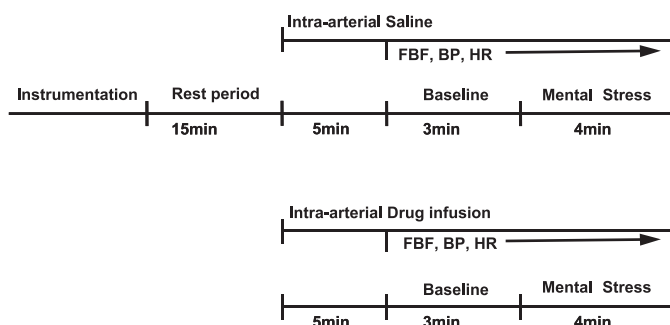 Intra-arterial Saline
FBF, BP, HR
Instrumentation Rest period Baseline Mental Stress
15min 5min 3min 4min
Intra-arterial Drug infusion
FBF, BP, HR
Baseline Mental Stress
5min 3min 4min